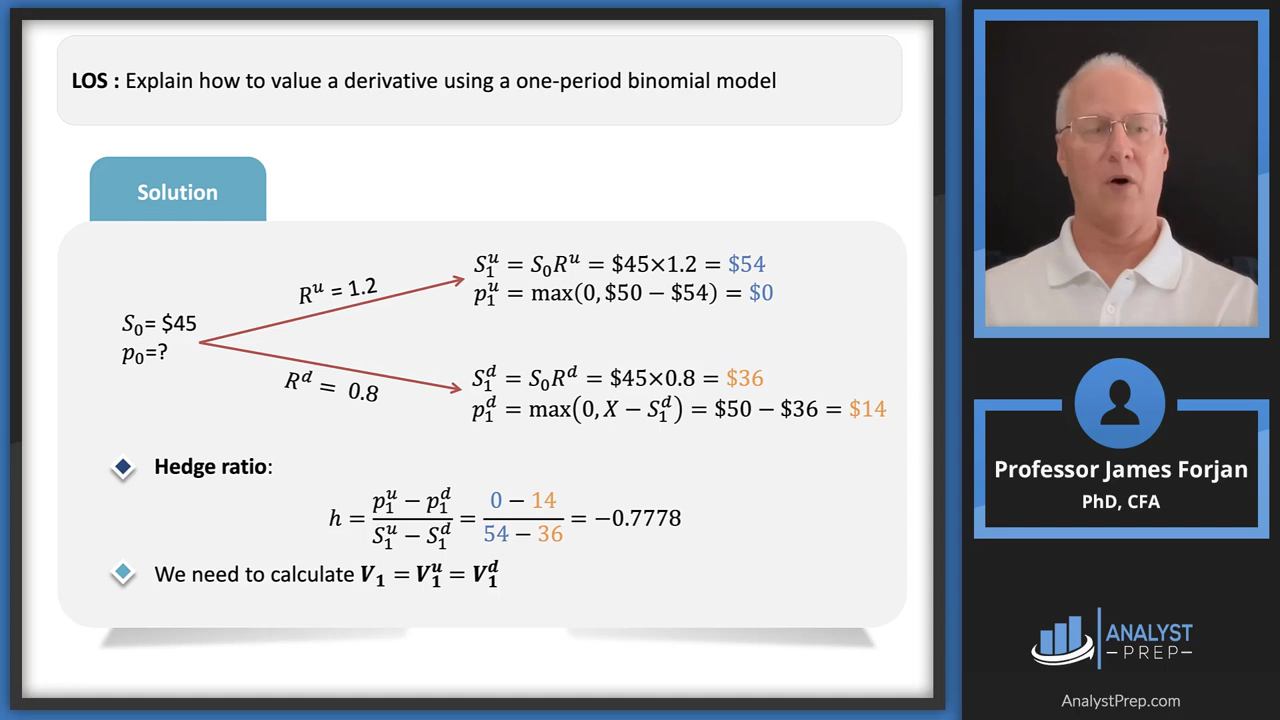 LOS : Explain how to value a derivative using a one-period binomial model
Solution
S₁ᵘ = S₀Rᵘ = $45×1.2 = $54
Rᵘ = 1.2
p₁ᵘ = max(0, $50 − $54) = $0
S₀= $45
p₀=?
Rᵈ = 0.8
S₁ᵈ = S₀Rᵈ = $45×0.8 = $36
p₁ᵈ = max(0, X − S₁ᵈ) = $50 − $36 = $14
Hedge ratio:
h = (p₁ᵘ − p₁ᵈ)/(S₁ᵘ − S₁ᵈ) = (0 − 14)/(54 − 36) = −0.7778
We need to calculate V₁ = V₁ᵘ = V₁ᵈ
Professor James Forjan
PhD, CFA
ANALYST
–PREP–
AnalystPrep.com